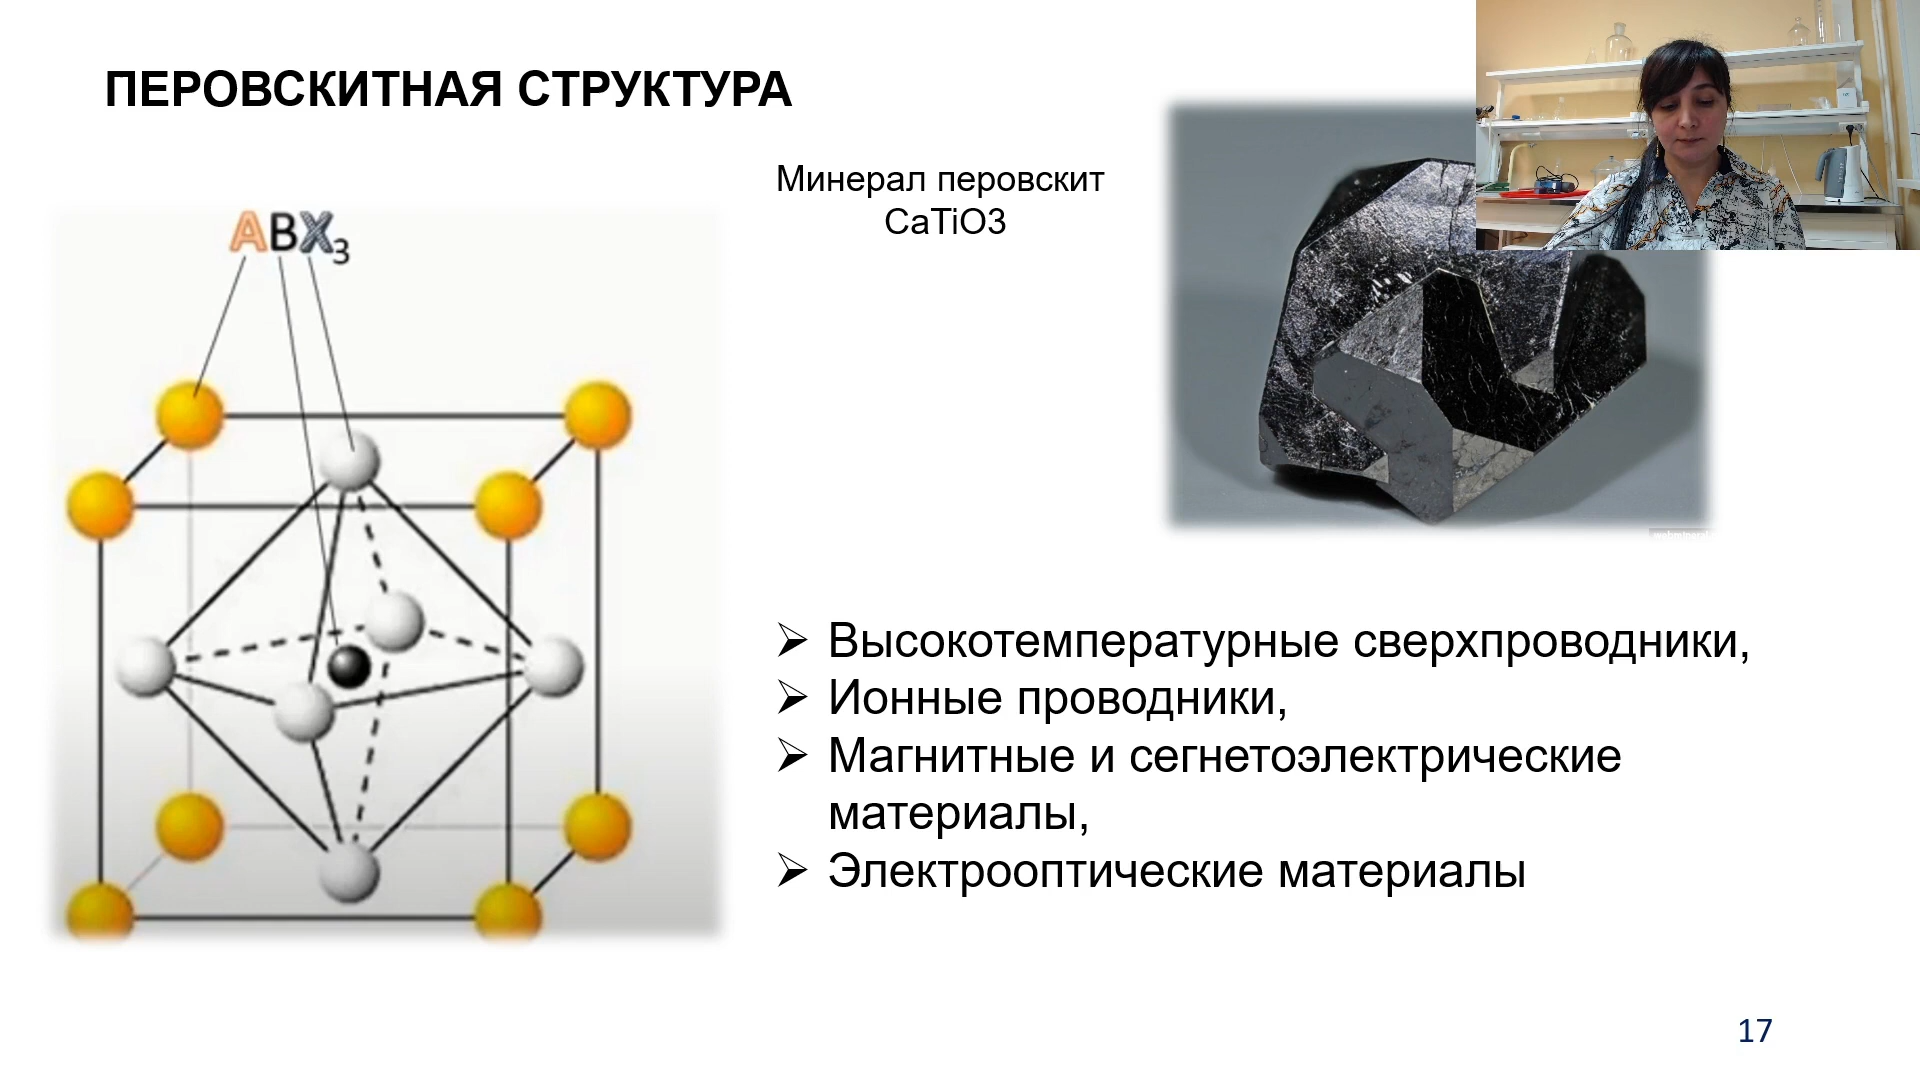 ПЕРОВСКИТНАЯ СТРУКТУРА
Минерал перовскит
CaTiO3
ABX3
Высокотемпературные сверхпроводники,
Ионные проводники,
Магнитные и сегнетоэлектрические
материалы,
Электрооптические материалы
17